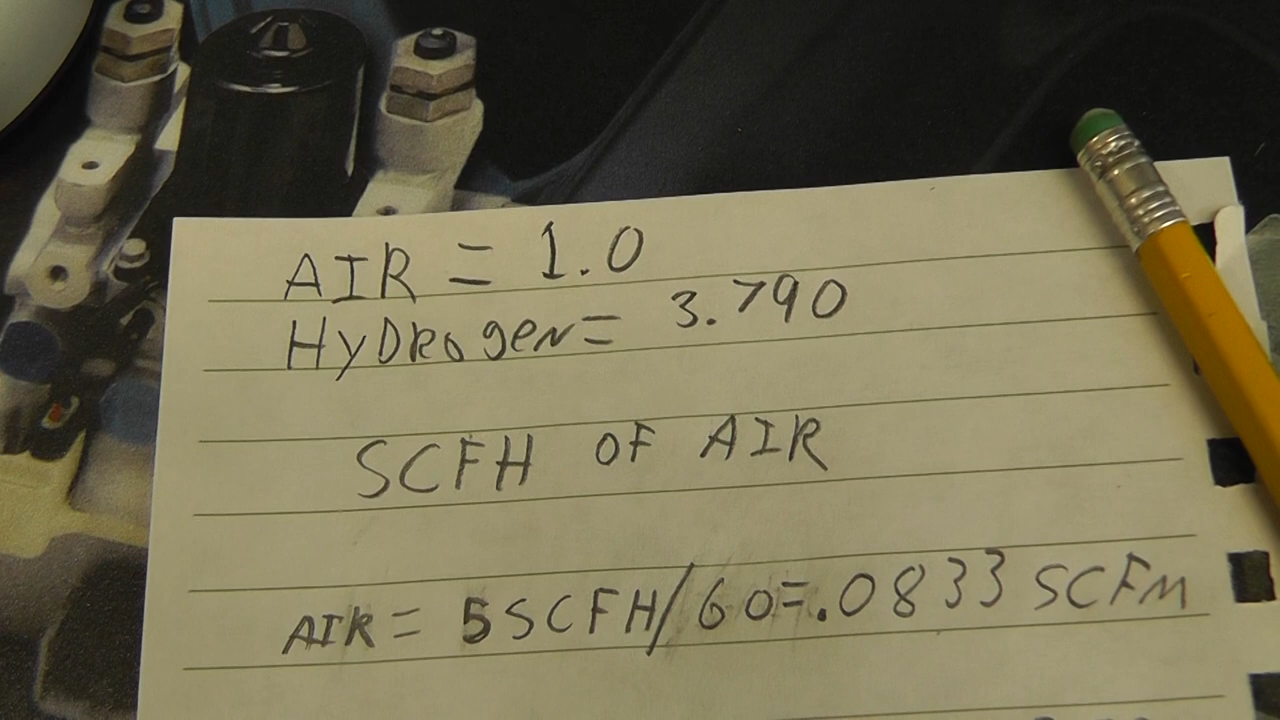 AIR = 1.0
HyDRogen= 3.790
SCFH OF AIR
AIR = 5SCFH/60=.0833 SCFM